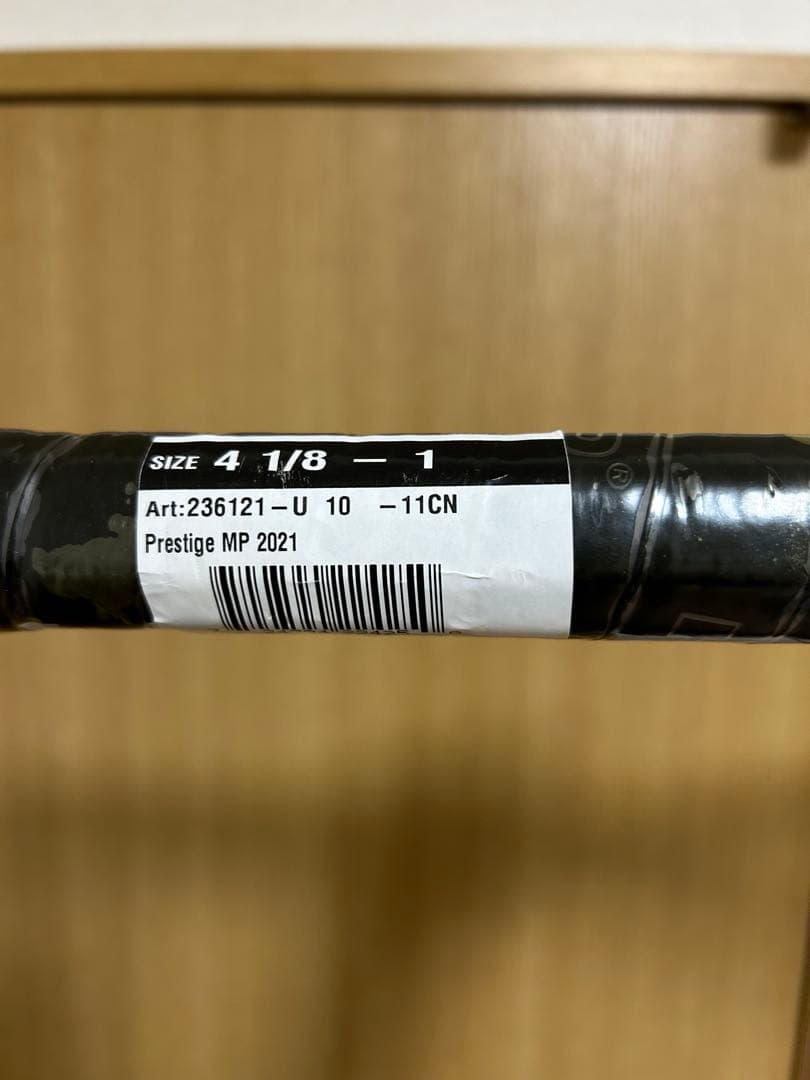 SIZE 4 1/8 — 1
Art:236121-U 10 -11CN
Prestige MP 2021
®